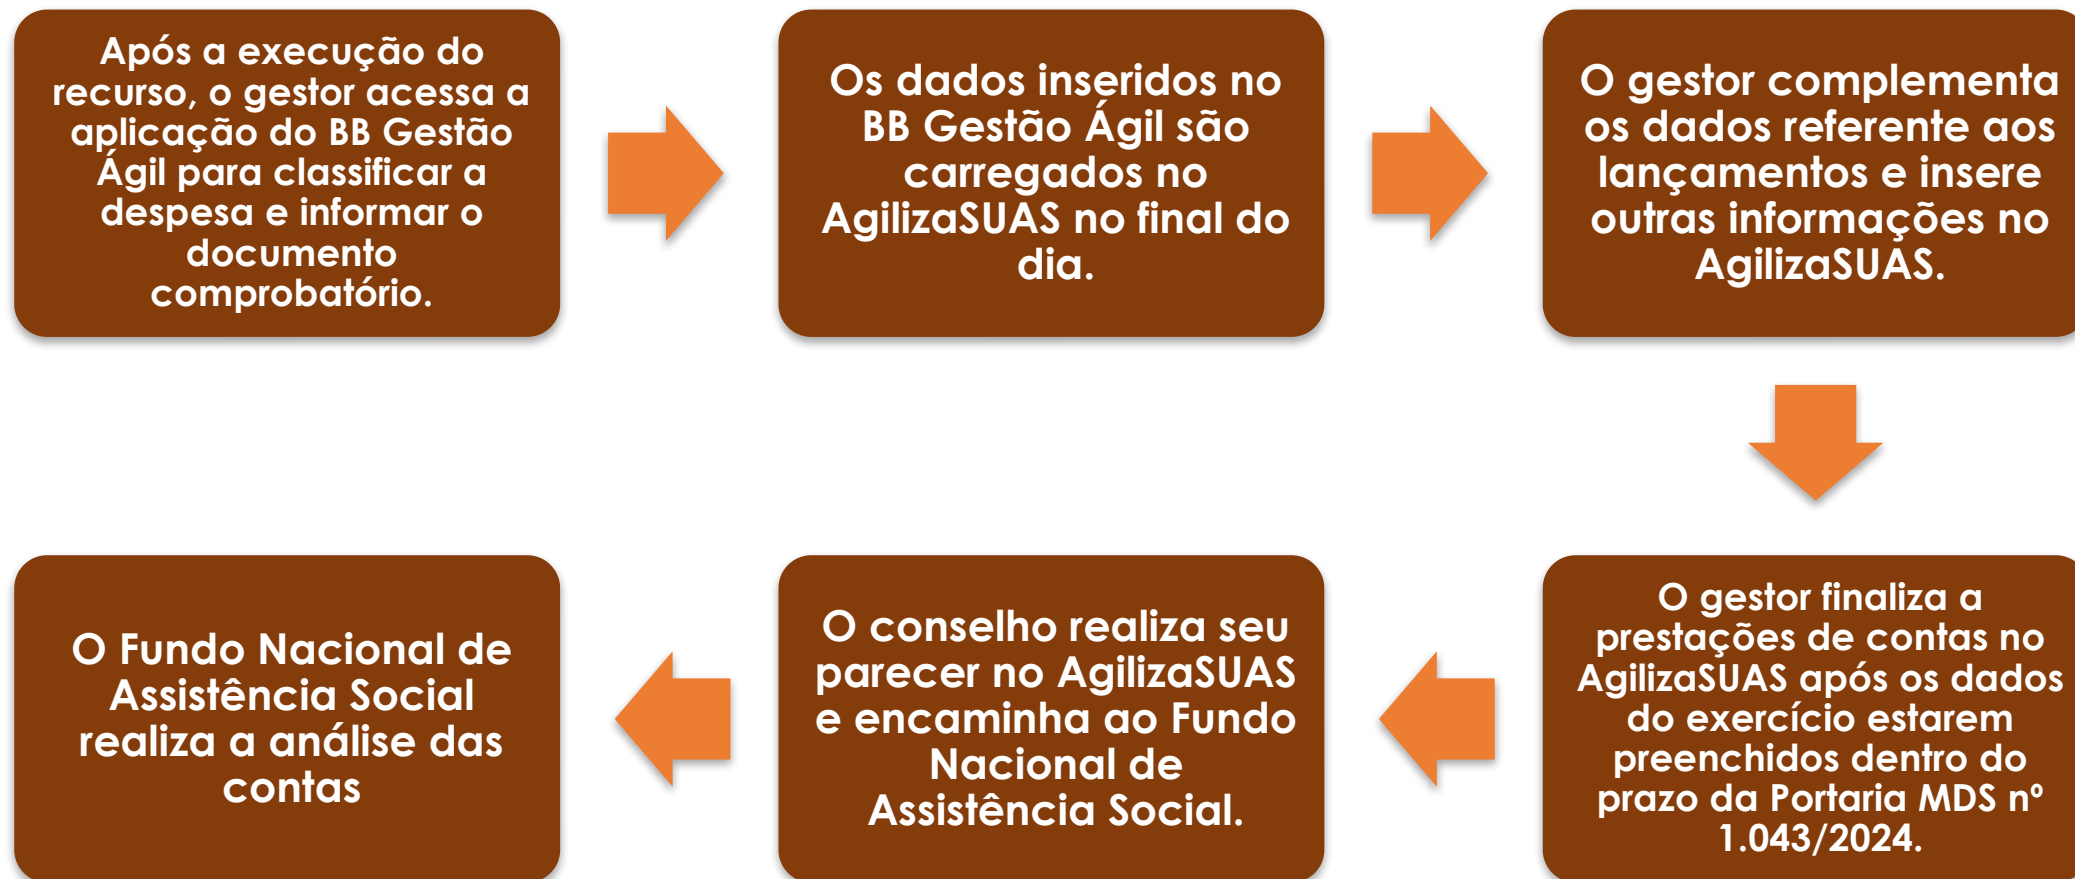 Após a execução do
recurso, o gestor acessa a
aplicação do BB Gestão
Ágil para classificar a
despesa e informar o
documento
comprobatório.
Os dados inseridos no
BB Gestão Ágil são
carregados no
AgilizaSUAS no final do
dia.
O gestor complementa
os dados referente aos
lançamentos e insere
outras informações no
AgilizaSUAS.
O gestor finaliza a
prestações de contas no
AgilizaSUAS após os dados
do exercício estarem
preenchidos dentro do
prazo da Portaria MDS nº
1.043/2024.
O conselho realiza seu
parecer no AgilizaSUAS
e encaminha ao Fundo
Nacional de
Assistência Social.
O Fundo Nacional de
Assistência Social
realiza a análise das
contas